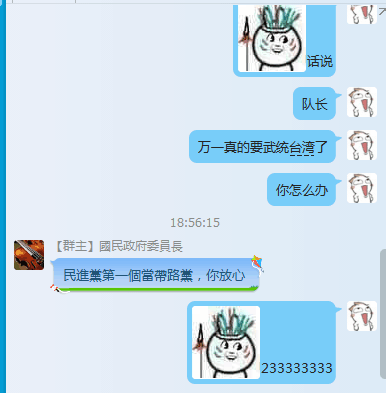 话说
队长
万一真的要武统台湾了
你怎么办
18:56:15
【群主】國民政府委員長
民進黨第一個當帶路黨，你放心
233333333